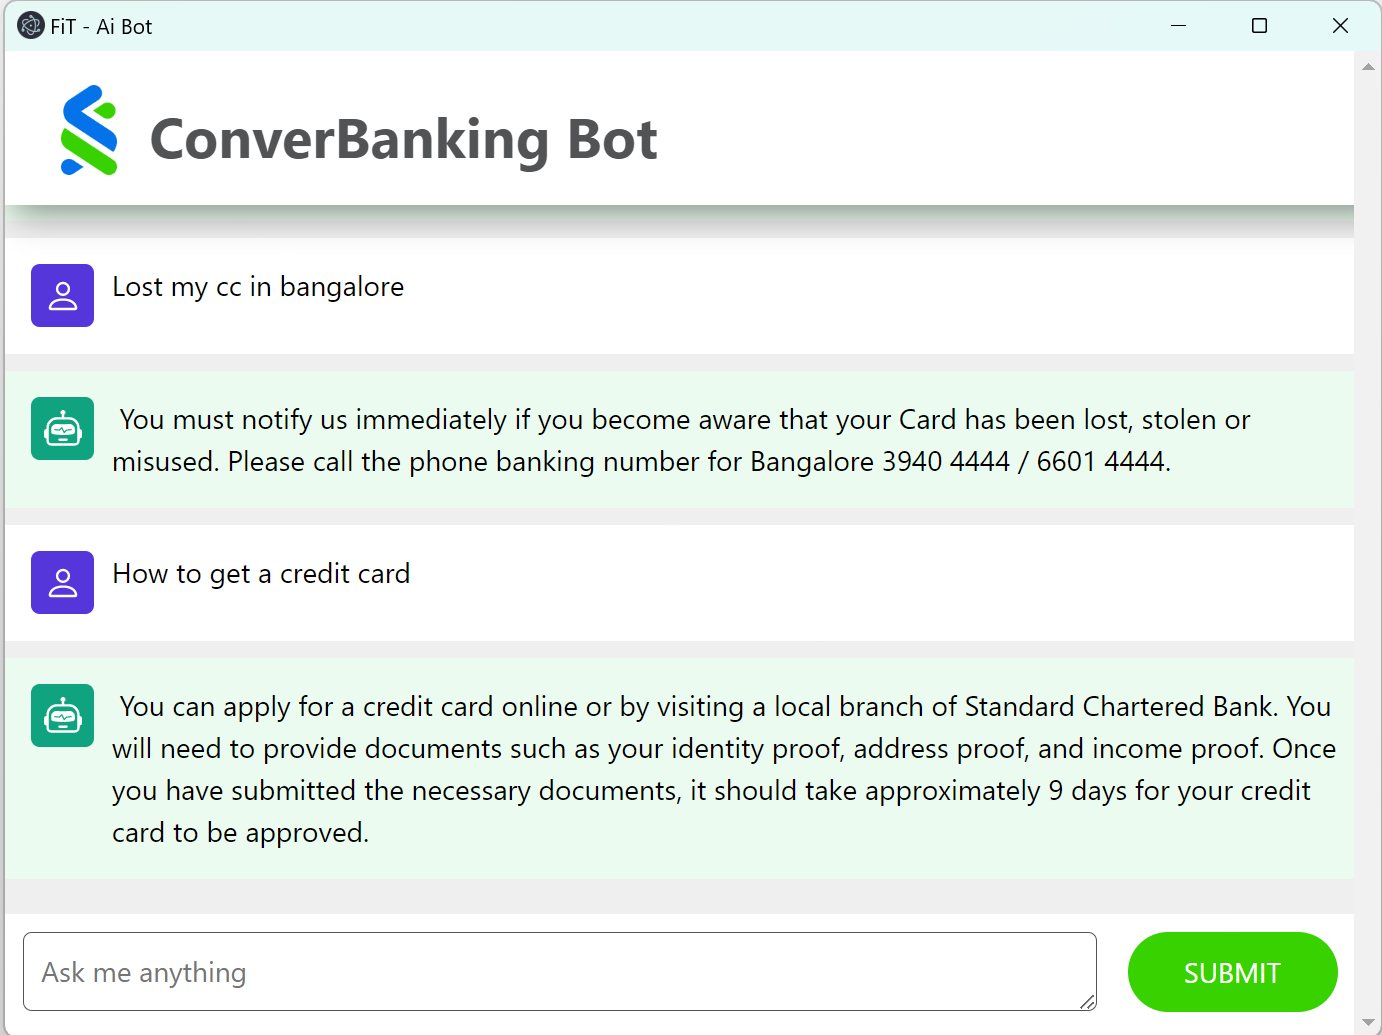 FiT - Ai Bot
ConverBanking Bot
Lost my cc in bangalore
You must notify us immediately if you become aware that your Card has been lost, stolen or
misused. Please call the phone banking number for Bangalore 3940 4444 / 6601 4444.
How to get a credit card
You can apply for a credit card online or by visiting a local branch of Standard Chartered Bank. You
will need to provide documents such as your identity proof, address proof, and income proof. Once
you have submitted the necessary documents, it should take approximately 9 days for your credit
card to be approved.
Ask me anything
SUBMIT